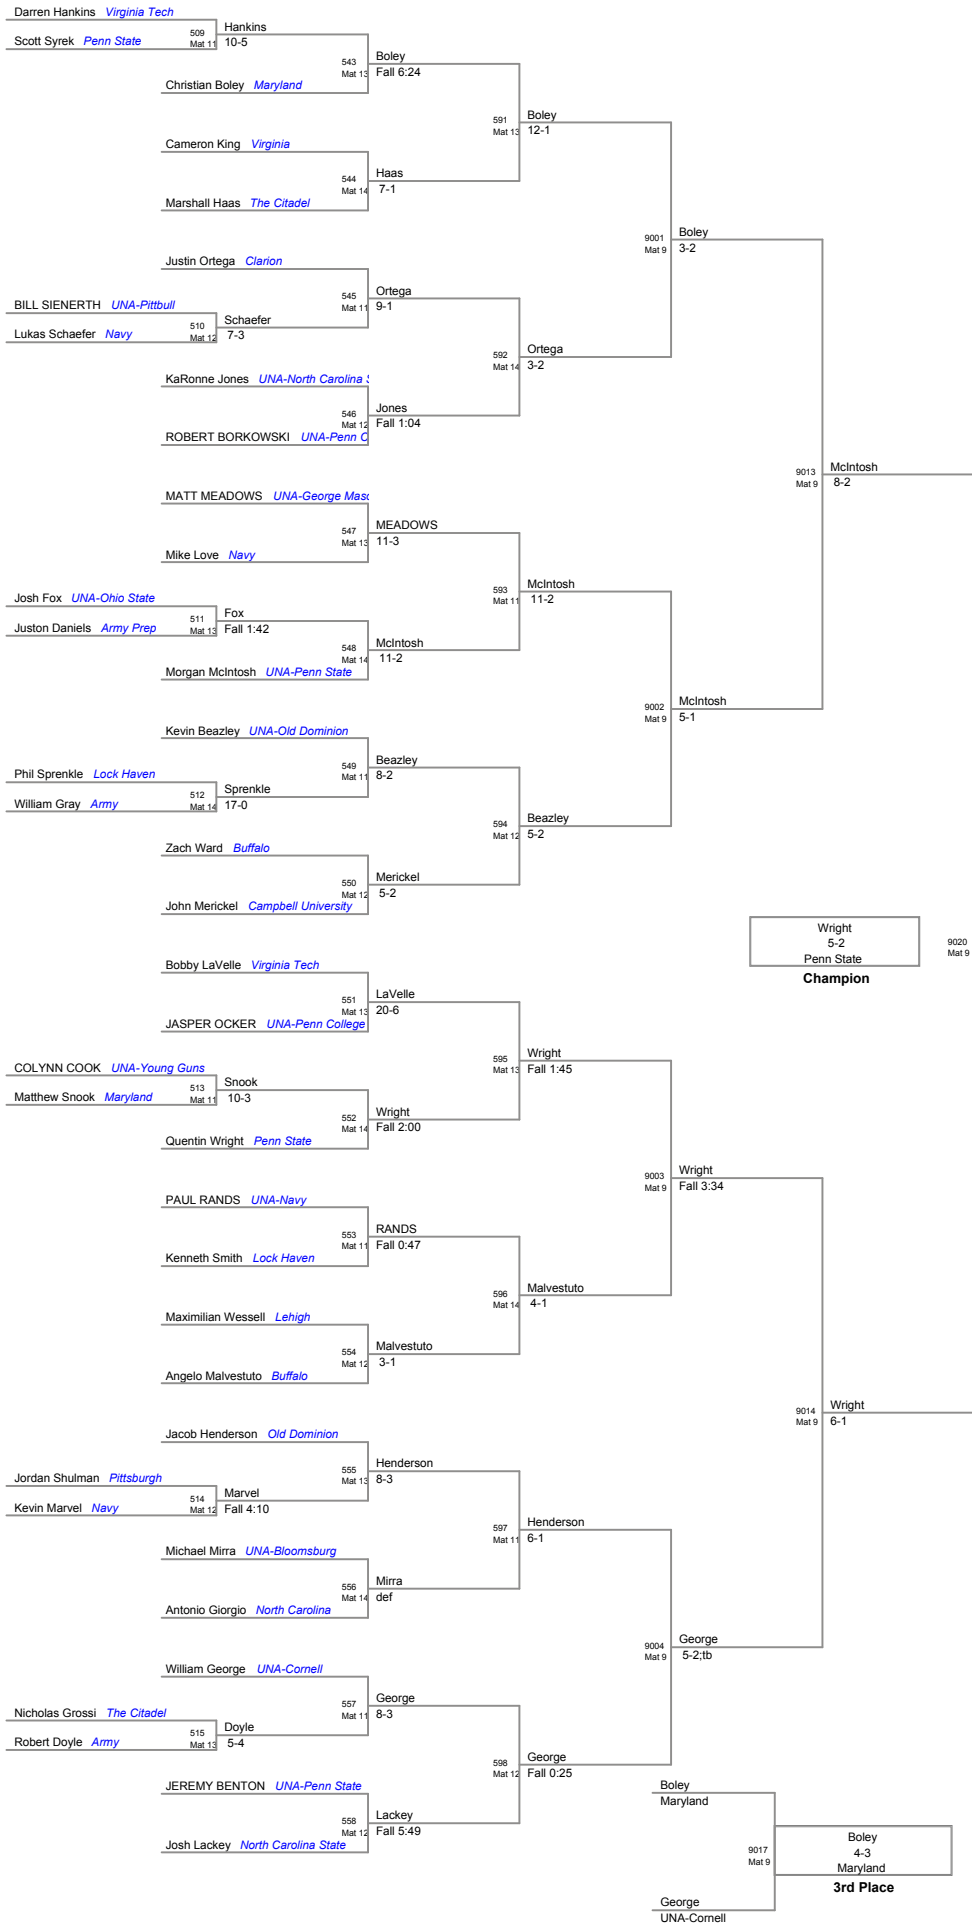 Darren Hankins Virginia Tech
509 Hankins
Scott Syrek Penn State Mat 11 10-5
543 Boley
Mat 13 Fall 6:24
Christian Boley Maryland
591 Boley
Mat 13 12-1
Cameron King Virginia
544 Haas
Mat 14 7-1
Marshall Haas The Citadel
9001 Boley
Mat 9 3-2
Justin Ortega Clarion
545 Ortega
Mat 11 9-1
BILL SIENERTH UNA-Pittbull
510 Schaefer
Lukas Schaefer Navy Mat 12 7-3
592 Ortega
Mat 14 3-2
KaRonne Jones UNA-North Carolina S
546 Jones
Mat 12 Fall 1:04
ROBERT BORKOWSKI UNA-Penn C
9013 McIntosh
Mat 9 8-2
MATT MEADOWS UNA-George Maso
547 MEADOWS
Mat 13 11-3
Mike Love Navy
593 McIntosh
Mat 11 11-2
Josh Fox UNA-Ohio State
511 Fox
Juston Daniels Army Prep Mat 13 Fall 1:42
548 McIntosh
Mat 14 11-2
Morgan McIntosh UNA-Penn State
9002 McIntosh
Mat 9 5-1
Kevin Beazley UNA-Old Dominion
549 Beazley
Mat 11 8-2
Phil Sprenkle Lock Haven
512 Sprenkle
William Gray Army Mat 14 17-0
594 Beazley
Mat 12 5-2
Zach Ward Buffalo
550 Merickel
Mat 12 5-2
John Merickel Campbell University
Wright
5-2
Penn State
Champion
9020
Mat 9
Bobby LaVelle Virginia Tech
551 LaVelle
Mat 13 20-6
JASPER OCKER UNA-Penn College
595 Wright
Mat 13 Fall 1:45
COLYNN COOK UNA-Young Guns
513 Snook
Matthew Snook Maryland Mat 11 10-3
552 Wright
Mat 14 Fall 2:00
Quentin Wright Penn State
9003 Wright
Mat 9 Fall 3:34
PAUL RANDS UNA-Navy
553 RANDS
Mat 11 Fall 0:47
Kenneth Smith Lock Haven
596 Malvestuto
Mat 14 4-1
Maximilian Wessell Lehigh
554 Malvestuto
Mat 12 3-1
Angelo Malvestuto Buffalo
9014 Wright
Mat 9 6-1
Jacob Henderson Old Dominion
555 Henderson
Mat 13 8-3
Jordan Shulman Pittsburgh
514 Marvel
Kevin Marvel Navy Mat 12 Fall 4:10
597 Henderson
Mat 11 6-1
Michael Mirra UNA-Bloomsburg
556 Mirra
Mat 14 def
Antonio Giorgio North Carolina
9004 George
Mat 9 5-2;tb
William George UNA-Cornell
557 George
Mat 11 8-3
Nicholas Grossi The Citadel
515 Doyle
Robert Doyle Army Mat 13 5-4
598 George
Mat 12 Fall 0:25
JEREMY BENTON UNA-Penn State
558 Lackey
Mat 12 Fall 5:49
Josh Lackey North Carolina State
Boley
Maryland
9017
Mat 9
Boley
4-3
Maryland
3rd Place
George
UNA-Cornell